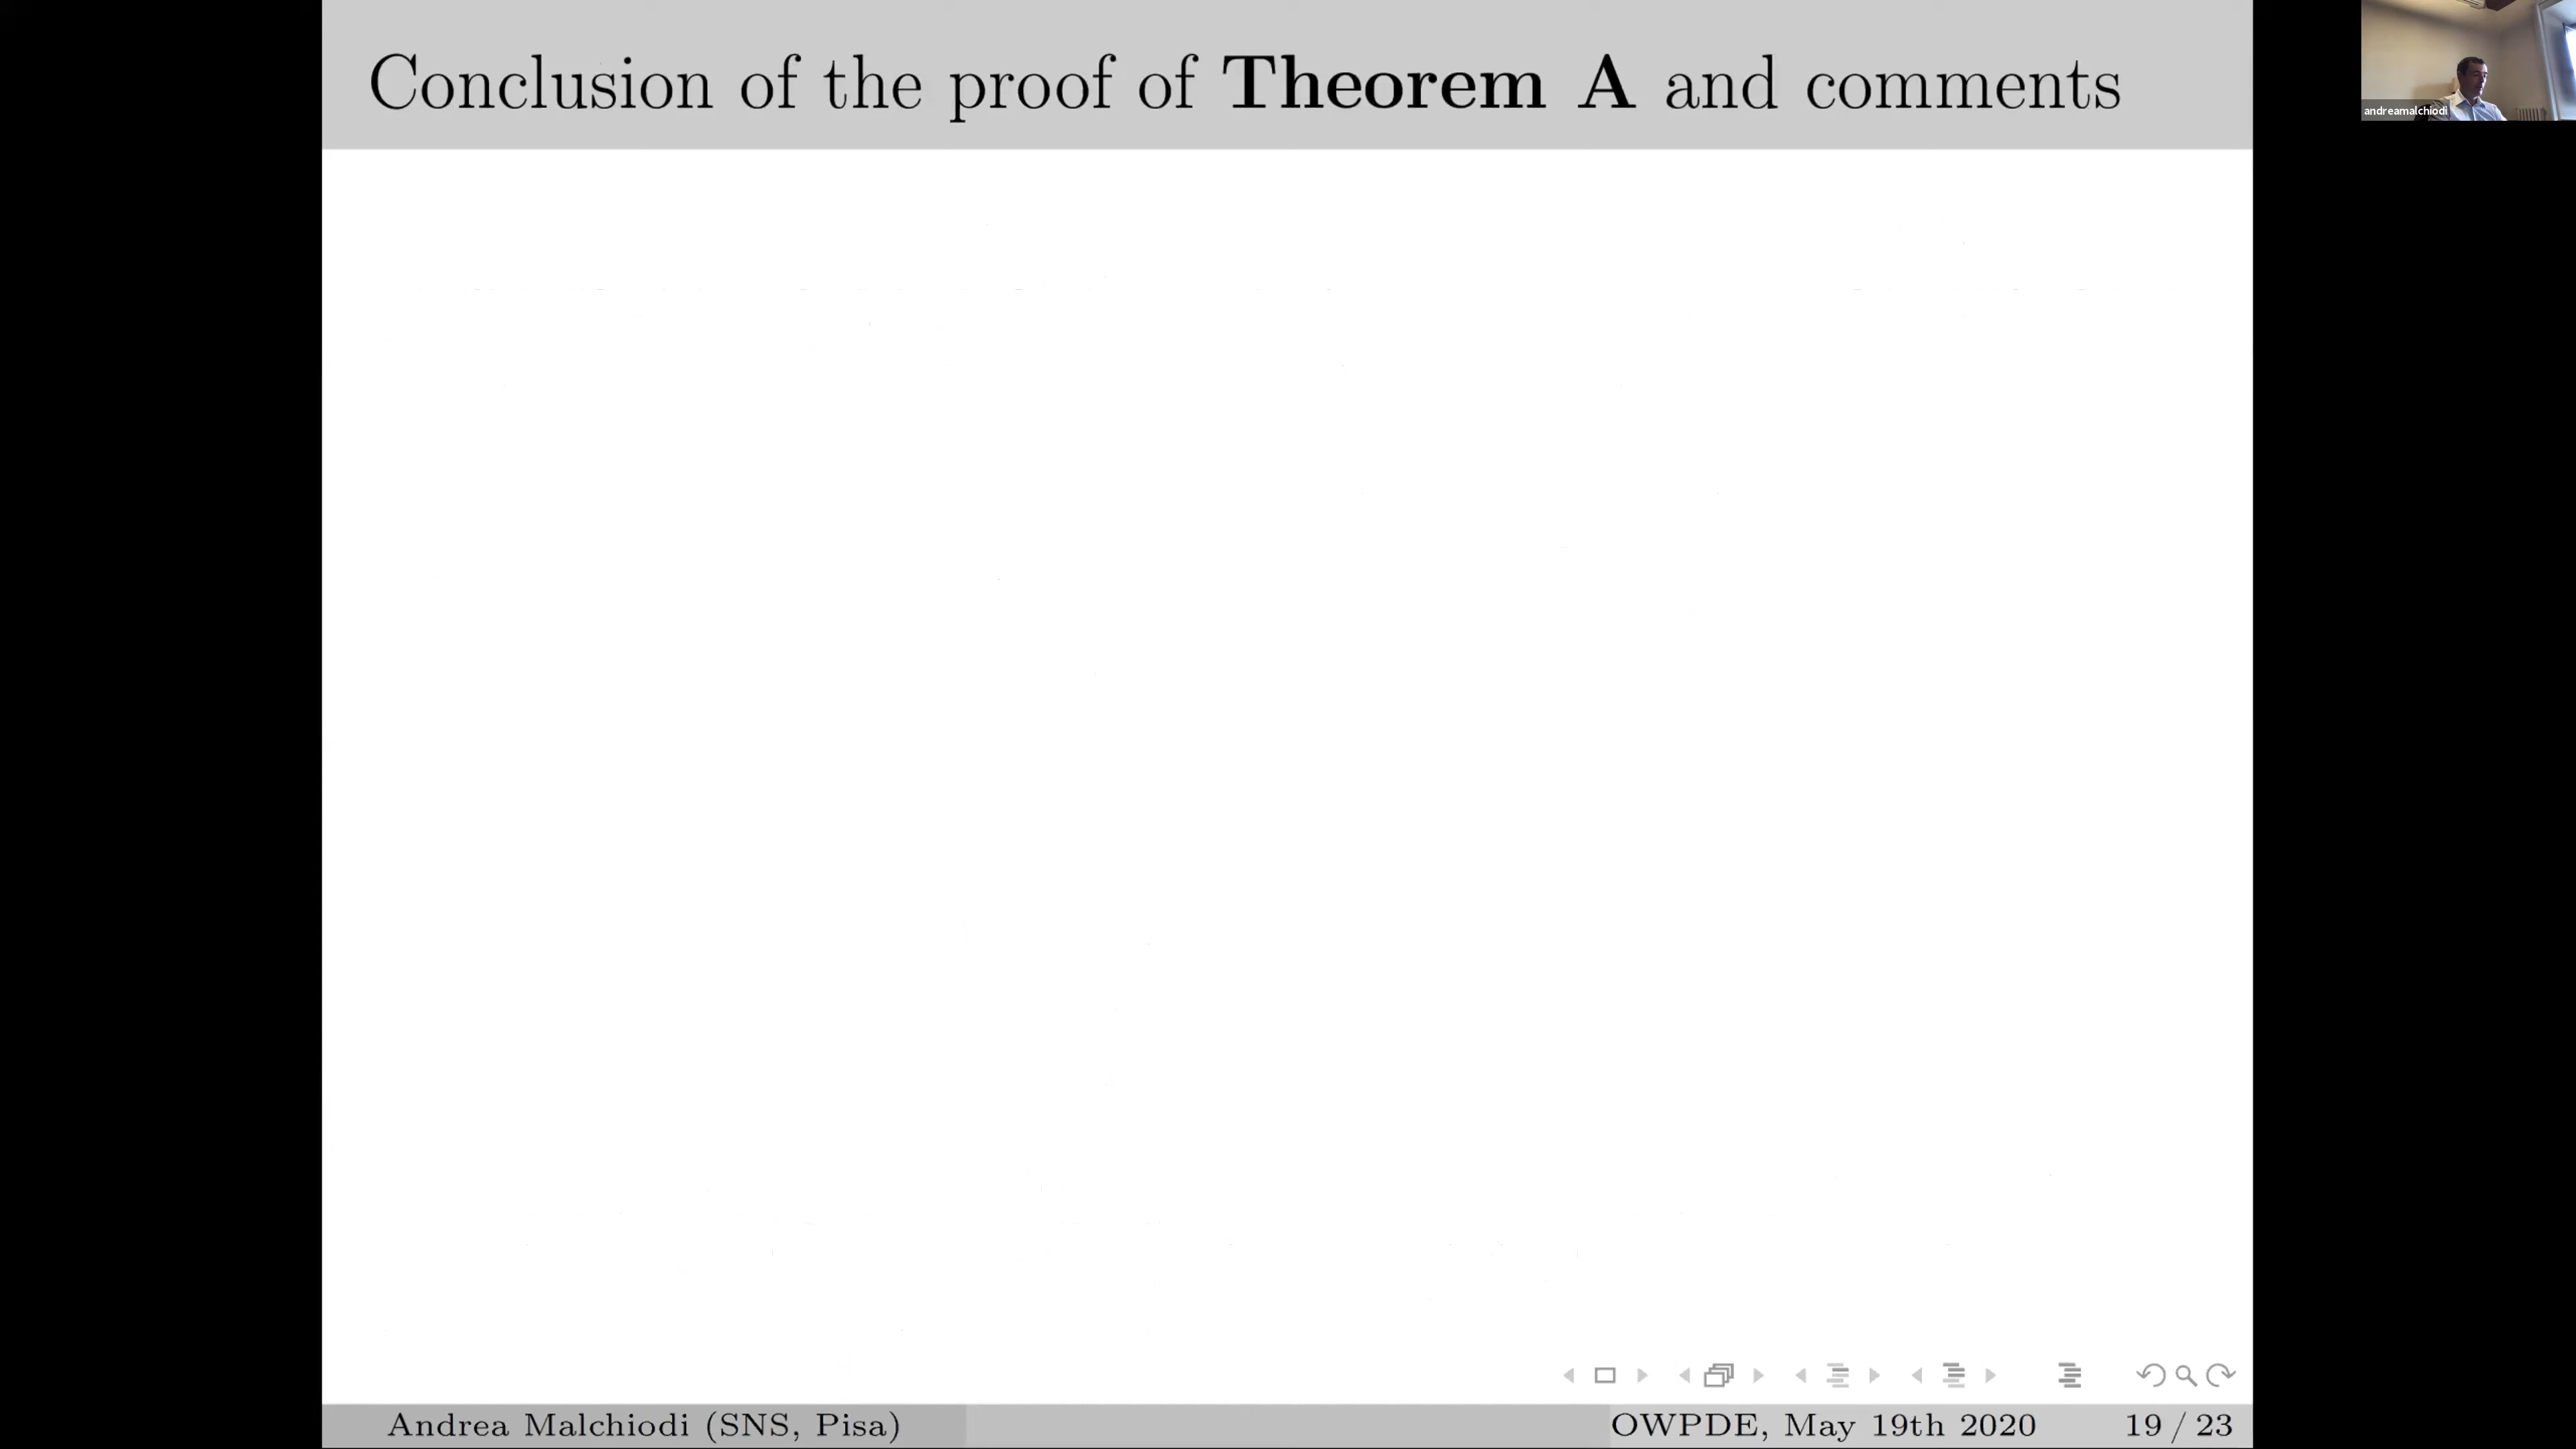 Conclusion of the proof of Theorem A and comments
andreamalchiodi
Andrea Malchiodi (SNS, Pisa)
OWPDE, May 19th 2020
19 / 23